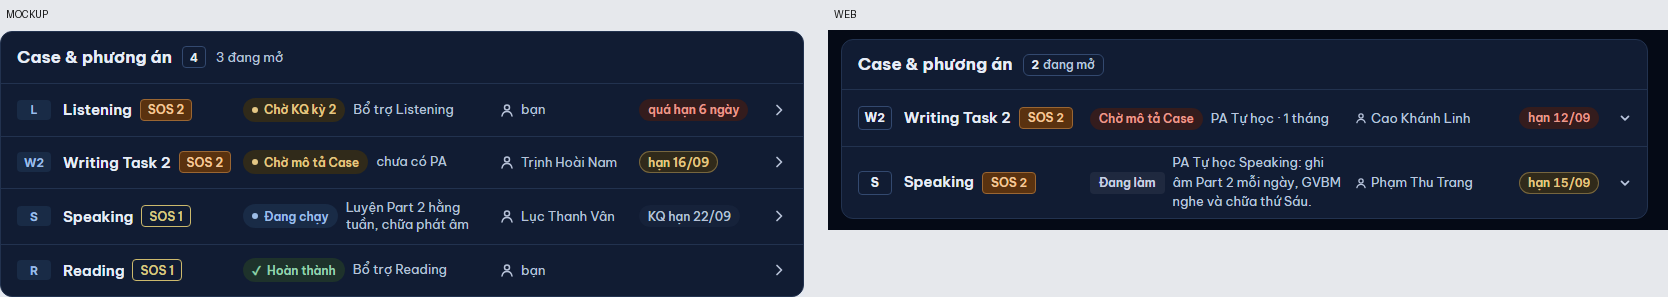 MOCKUP
Case & phương án 4 3 đang mở
L Listening SOS 2 Chờ KQ kỳ 2 Bổ trợ Listening bạn quá hạn 6 ngày
W2 Writing Task 2 SOS 2 Chờ mô tả Case chưa có PA Trịnh Hoài Nam hạn 16/09
S Speaking SOS 1 Đang chạy Luyện Part 2 hằng
tuần, chữa phát âm Lục Thanh Vân KQ hạn 22/09
R Reading SOS 1 ✓ Hoàn thành Bổ trợ Reading bạn
WEB
Case & phương án 2 đang mở
W2 Writing Task 2 SOS 2 Chờ mô tả Case PA Tự học · 1 tháng Cao Khánh Linh hạn 12/09
S Speaking SOS 2 Đang làm PA Tự học Speaking: ghi
âm Part 2 mỗi ngày, GVBM
nghe và chữa thứ Sáu. Phạm Thu Trang hạn 15/09